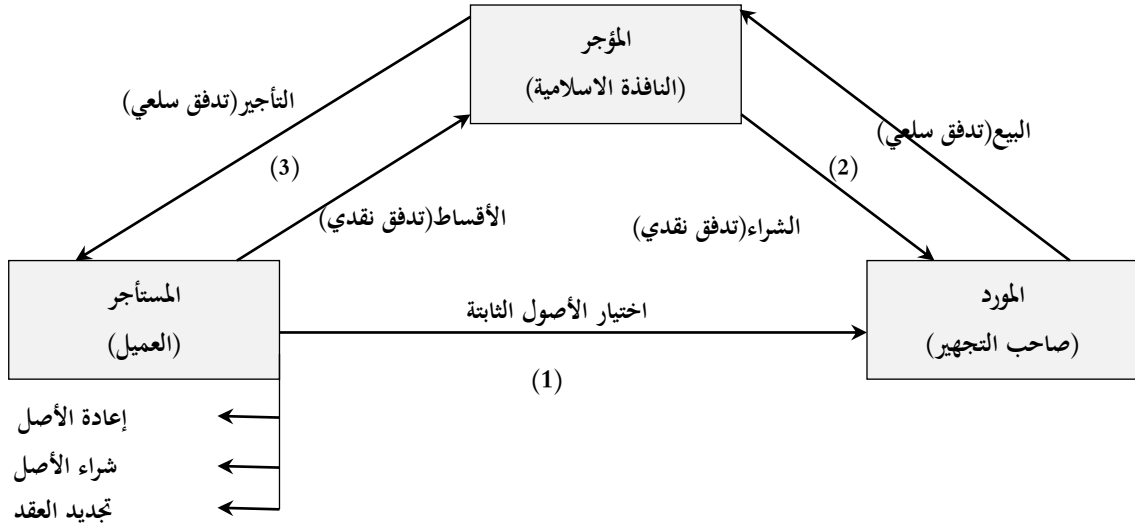 المؤجر
(النافذة الاسلامية)
التأجير(تدفق سلعي)
البيع(تدفق سلعي)
(3)
(2)
الأقساط(تدفق نقدي)
الشراء(تدفق نقدي)
المستأجر
(العميل)
المورد
(صاحب التجهير)
اختيار الأصول الثابتة
(1)
إعادة الأصل
شراء الأصل
تجديد العقد